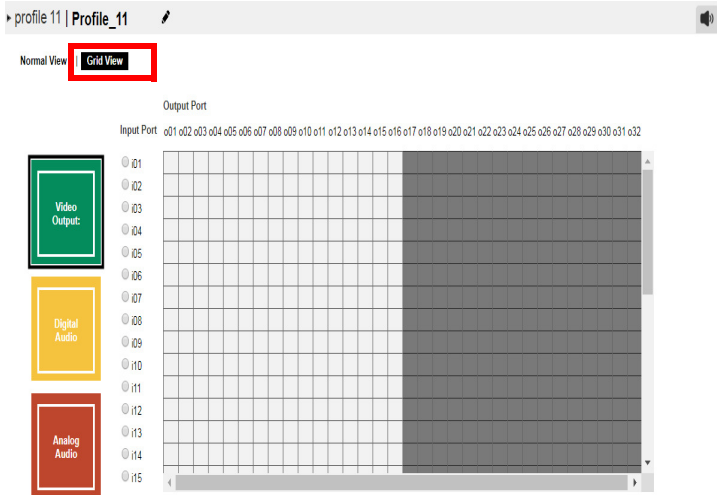 profile 11 | Profile_11
Normal View | Grid View
Output Port
Input Port o01 o02 o03 o04 o05 o06 o07 o08 o09 o10 o11 o12 o13 o14 o15 o16 o17 o18 o19 o20 o21 o22 o23 o24 o25 o26 o27 o28 o29 o30 o31 o32
i01
i02
i03
i04
i05
i06
i07
i08
i09
i10
i11
i12
i13
i14
i15
Video
Output:
Digital
Audio
Analog
Audio